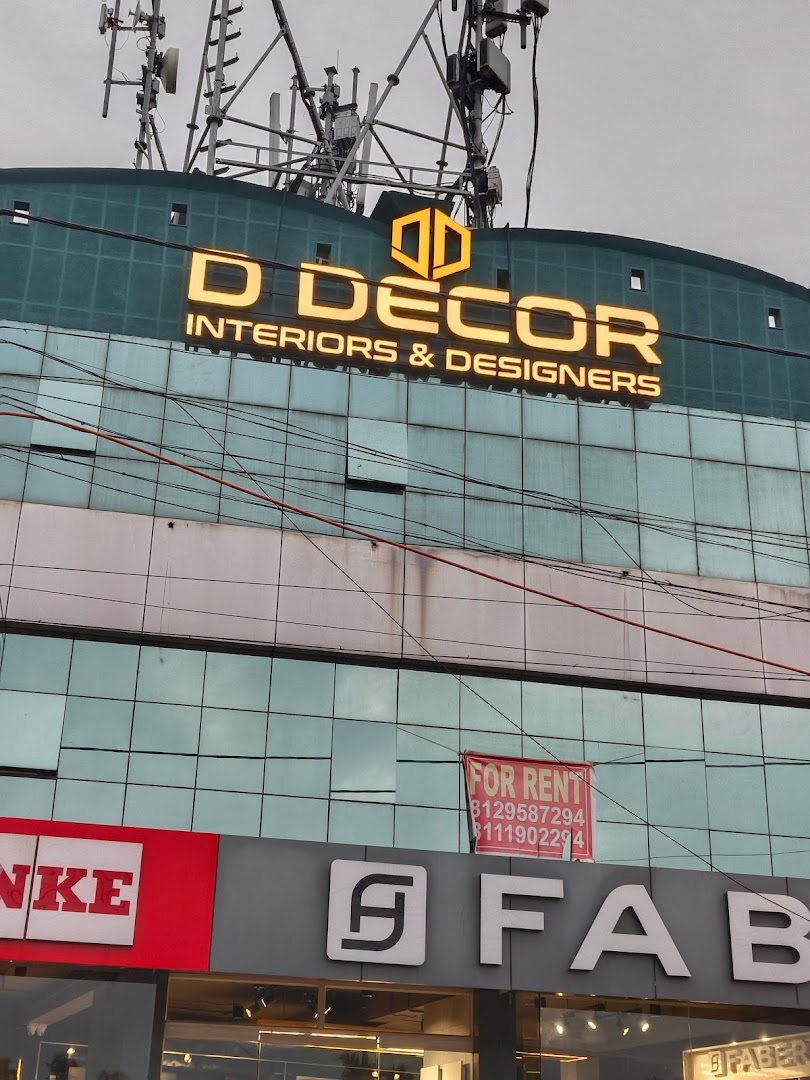 D DECOR
INTERIORS & DESIGNERS
FOR RENT
8129587294
8111902294
NKE
FAB
FABER